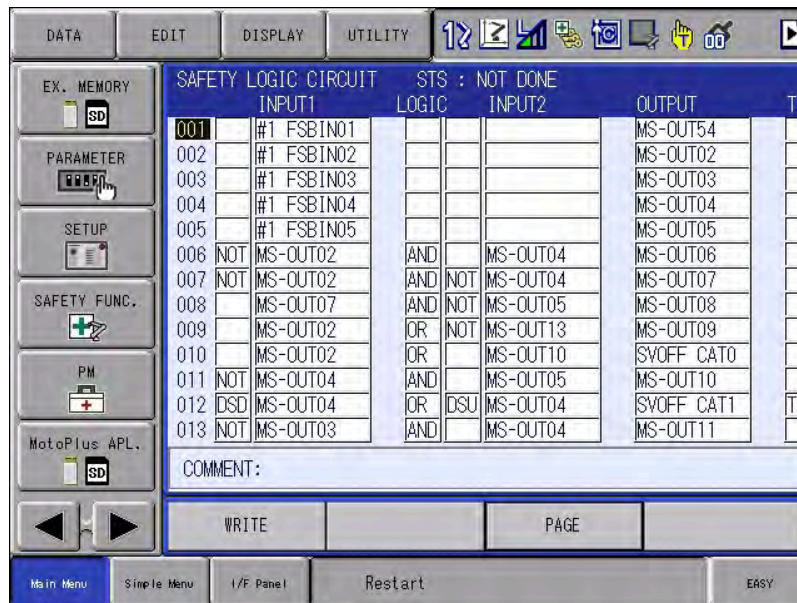 DATA EDIT DISPLAY UTILITY
EX. MEMORY
SD
PARAMETER
SETUP
SAFETY FUNC.
PM
MotoPlus APL.
SD
SAFETY LOGIC CIRCUIT STS : NOT DONE
INPUT1 LOGIC INPUT2 OUTPUT T
001 #1 FSBIN01 MS-OUT54
002 #1 FSBIN02 MS-OUT02
003 #1 FSBIN03 MS-OUT03
004 #1 FSBIN04 MS-OUT04
005 #1 FSBIN05 MS-OUT05
006 NOT MS-OUT02 AND MS-OUT04 MS-OUT06
007 NOT MS-OUT02 AND NOT MS-OUT04 MS-OUT07
008 MS-OUT07 AND NOT MS-OUT05 MS-OUT08
009 MS-OUT02 OR NOT MS-OUT13 MS-OUT09
010 MS-OUT02 OR MS-OUT10 SVOFF CAT0
011 NOT MS-OUT04 AND MS-OUT05 MS-OUT10
012 DSD MS-OUT04 OR DSU MS-OUT04 SVOFF CAT1 T
013 NOT MS-OUT03 AND MS-OUT04 MS-OUT11
COMMENT:
WRITE PAGE
Main Menu Simple Menu I/F Panel Restart EASY